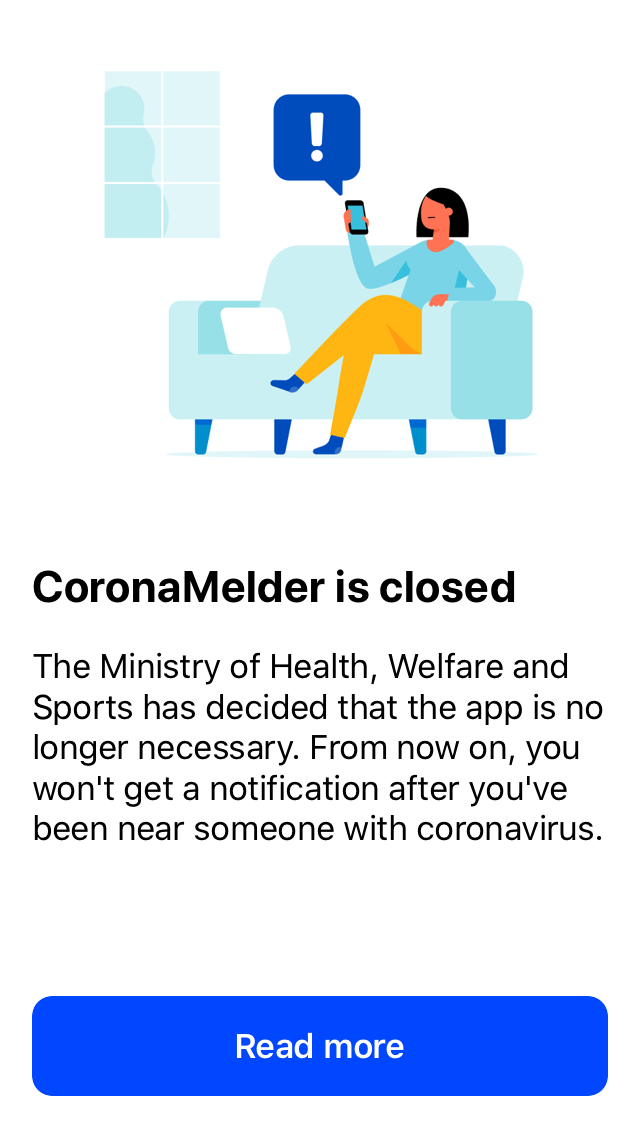 !
CoronaMelder is closed
The Ministry of Health, Welfare and
Sports has decided that the app is no
longer necessary. From now on, you
won't get a notification after you've
been near someone with coronavirus.
Read more